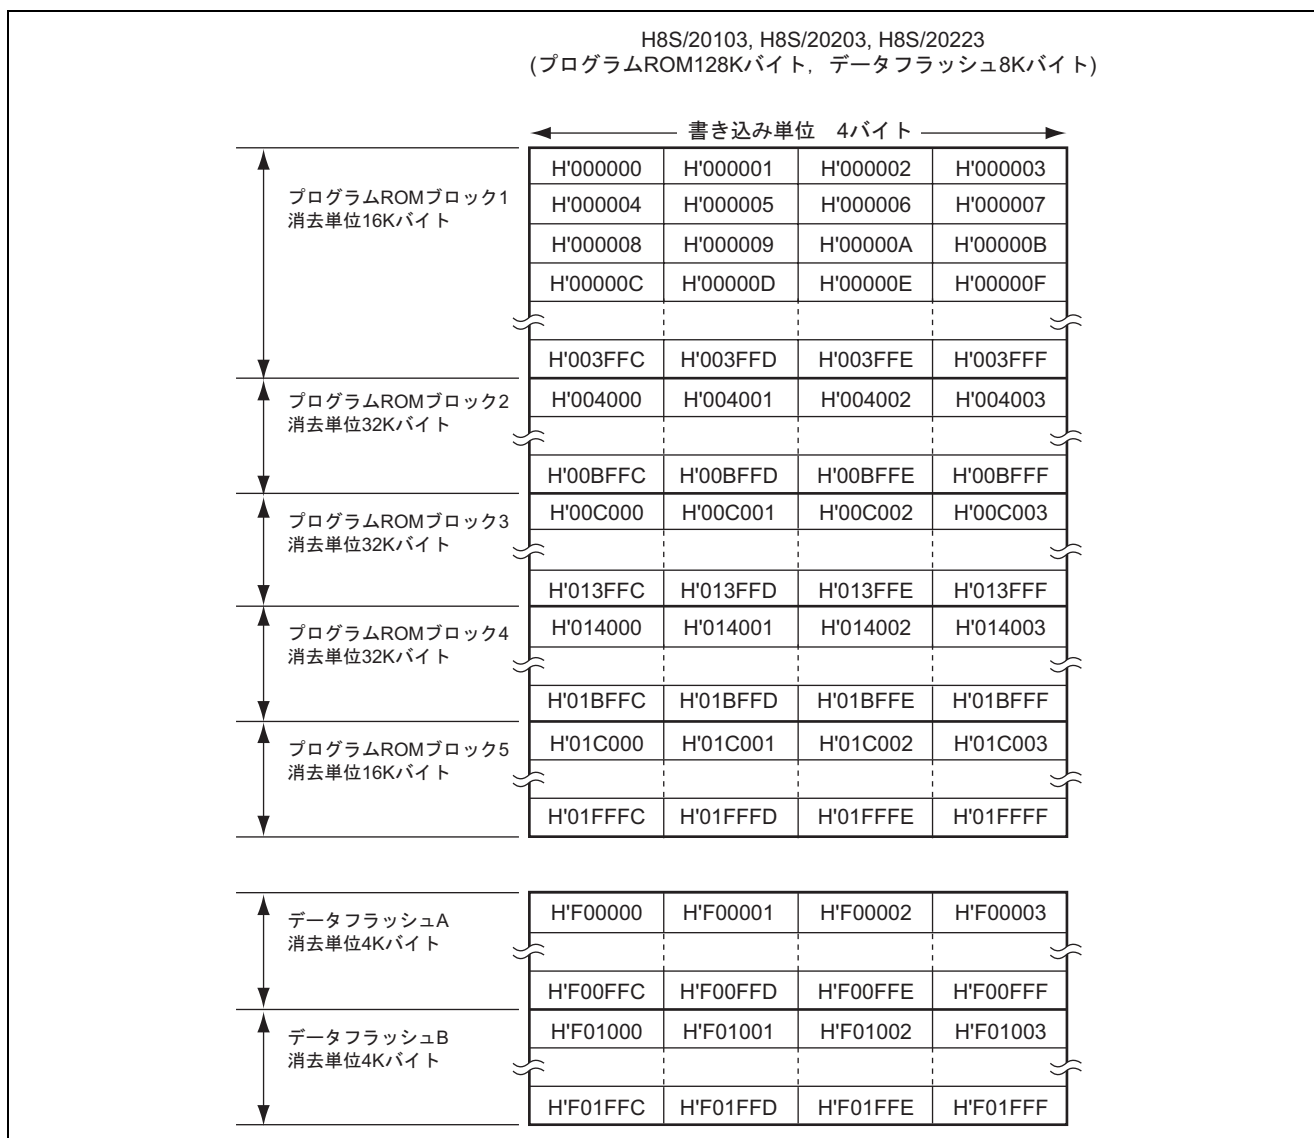 H8S/20103, H8S/20203, H8S/20223
(プログラムROM128Kバイト, データフラッシュ8Kバイト)
書き込み単位 4バイト
プログラムROMブロック1
消去単位16Kバイト
H'000000 H'000001 H'000002 H'000003
H'000004 H'000005 H'000006 H'000007
H'000008 H'000009 H'00000A H'00000B
H'00000C H'00000D H'00000E H'00000F
H'003FFC H'003FFD H'003FFE H'003FFF
プログラムROMブロック2
消去単位32Kバイト
H'004000 H'004001 H'004002 H'004003
H'00BFFC H'00BFFD H'00BFFE H'00BFFF
プログラムROMブロック3
消去単位32Kバイト
H'00C000 H'00C001 H'00C002 H'00C003
H'013FFC H'013FFD H'013FFE H'013FFF
プログラムROMブロック4
消去単位32Kバイト
H'014000 H'014001 H'014002 H'014003
H'01BFFC H'01BFFD H'01BFFE H'01BFFF
プログラムROMブロック5
消去単位16Kバイト
H'01C000 H'01C001 H'01C002 H'01C003
H'01FFFC H'01FFFD H'01FFFE H'01FFFF
データフラッシュA
消去単位4Kバイト
H'F00000 H'F00001 H'F00002 H'F00003
H'F00FFC H'F00FFD H'F00FFE H'F00FFF
データフラッシュB
消去単位4Kバイト
H'F01000 H'F01001 H'F01002 H'F01003
H'F01FFC H'F01FFD H'F01FFE H'F01FFF